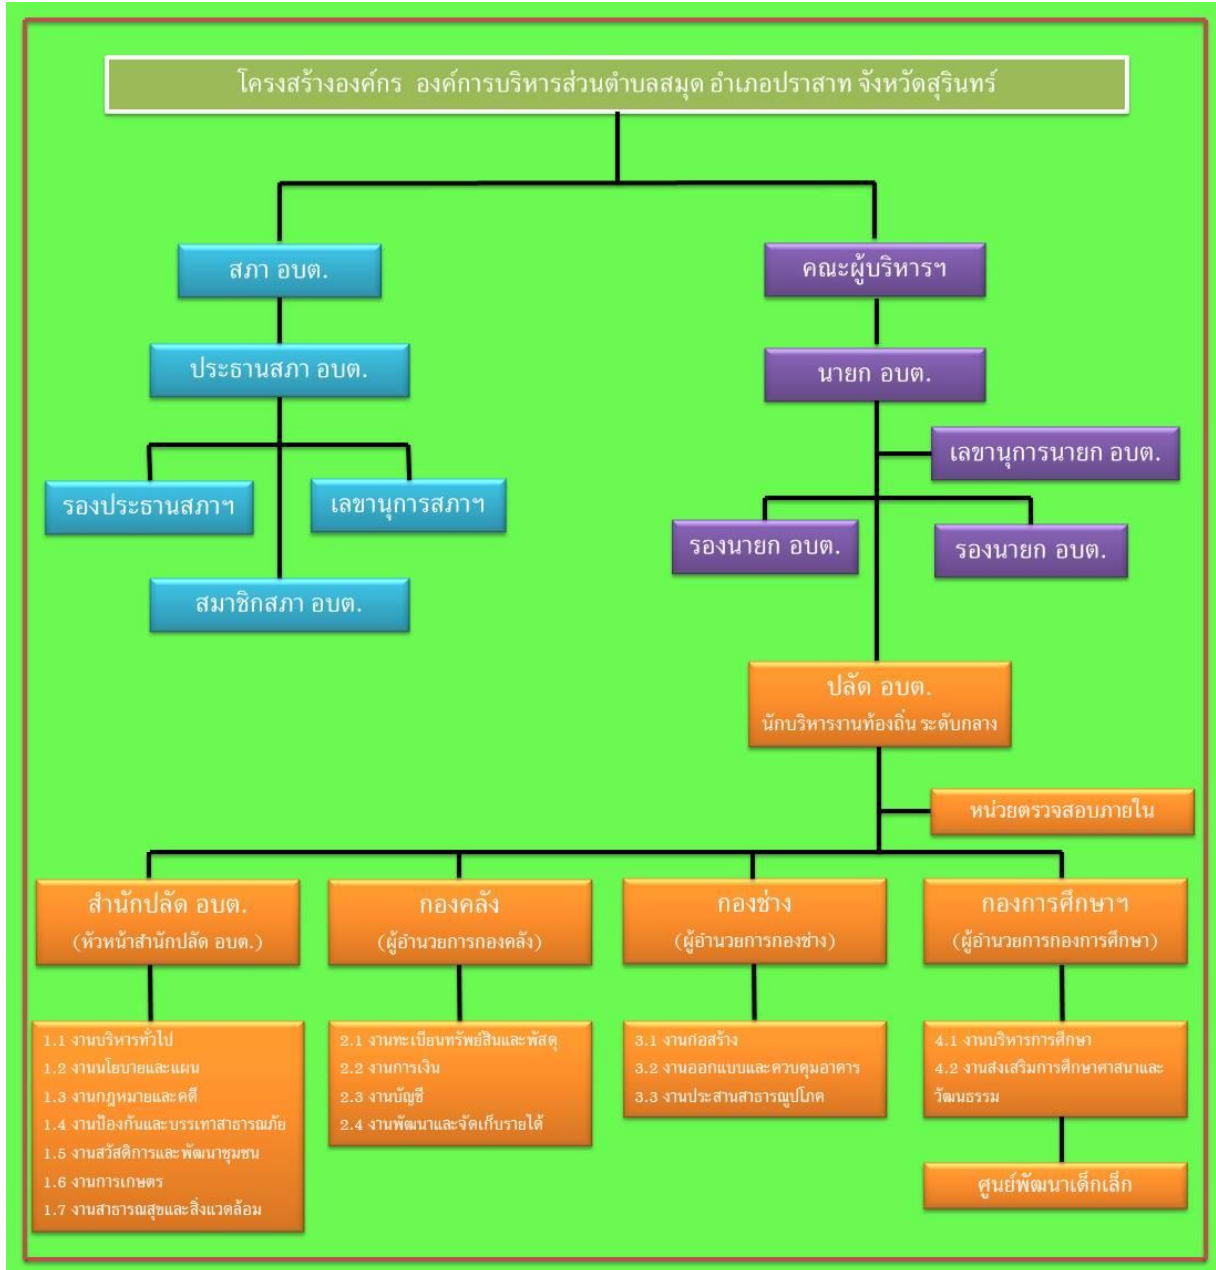 โครงสร้างองค์กร องค์การบริหารส่วนตำบลสมุด อำเภอปราสาท จังหวัดสุรินทร์
สภา อบต.
คณะผู้บริหารฯ
ประธานสภา อบต.
นายก อบต.
เลขานุการนายก อบต.
รองประธานสภาฯ
เลขานุการสภาฯ
รองนายก อบต.
รองนายก อบต.
สมาชิกสภา อบต.
ปลัด อบต.
นักบริหารงานท้องถิ่น ระดับกลาง
หน่วยตรวจสอบภายใน
สำนักปลัด อบต.
(หัวหน้าสำนักปลัด อบต.)
กองคลัง
(ผู้อำนวยการกองคลัง)
กองช่าง
(ผู้อำนวยการกองช่าง)
กองการศึกษาฯ
(ผู้อำนวยการกองการศึกษา)
1.1 งานบริหารทั่วไป
1.2 งานนโยบายและแผน
1.3 งานกฎหมายและคดี
1.4 งานป้องกันและบรรเทาสาธารณภัย
1.5 งานสวัสดิการและพัฒนาชุมชน
1.6 งานการเกษตร
1.7 งานสาธารณสุขและสิ่งแวดล้อม
2.1 งานทะเบียนทรัพย์สินและพัสดุ
2.2 งานการเงิน
2.3 งานบัญชี
2.4 งานพัฒนาและจัดเก็บรายได้
3.1 งานก่อสร้าง
3.2 งานออกแบบและควบคุมอาคาร
3.3 งานประสานสาธารณูปโภค
4.1 งานบริหารการศึกษา
4.2 งานส่งเสริมการศึกษาศาสนาและ
วัฒนธรรม
ศูนย์พัฒนาเด็กเล็ก